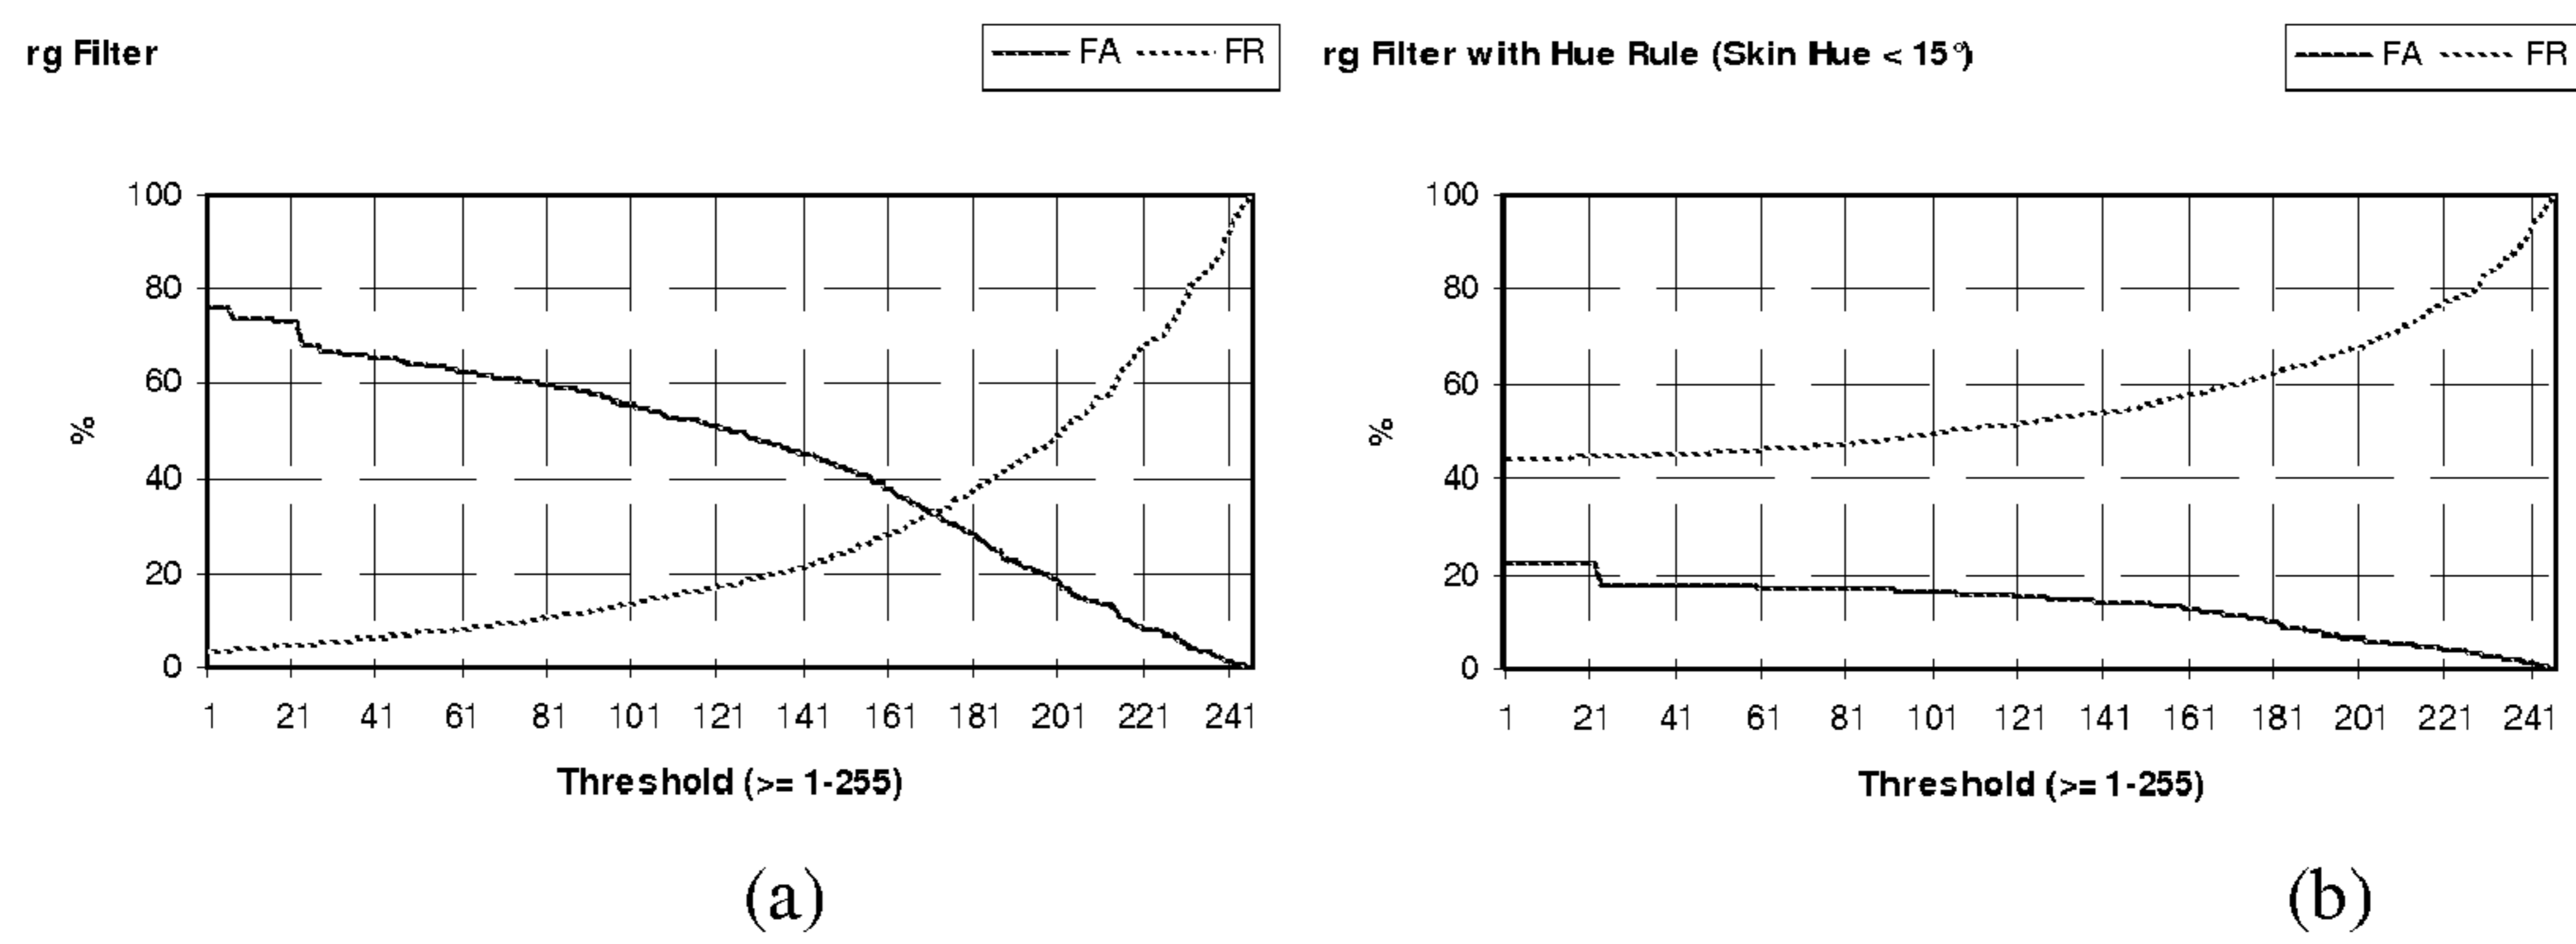 rg Filter
FA FR
100
80
60
40
20
0
%
1 21 41 61 81 101 121 141 161 181 201 221 241
Threshold (>= 1-255)
(a)
rg Filter with Hue Rule (Skin Hue < 15°)
FA FR
100
80
60
40
20
0
%
1 21 41 61 81 101 121 141 161 181 201 221 241
Threshold (>= 1-255)
(b)